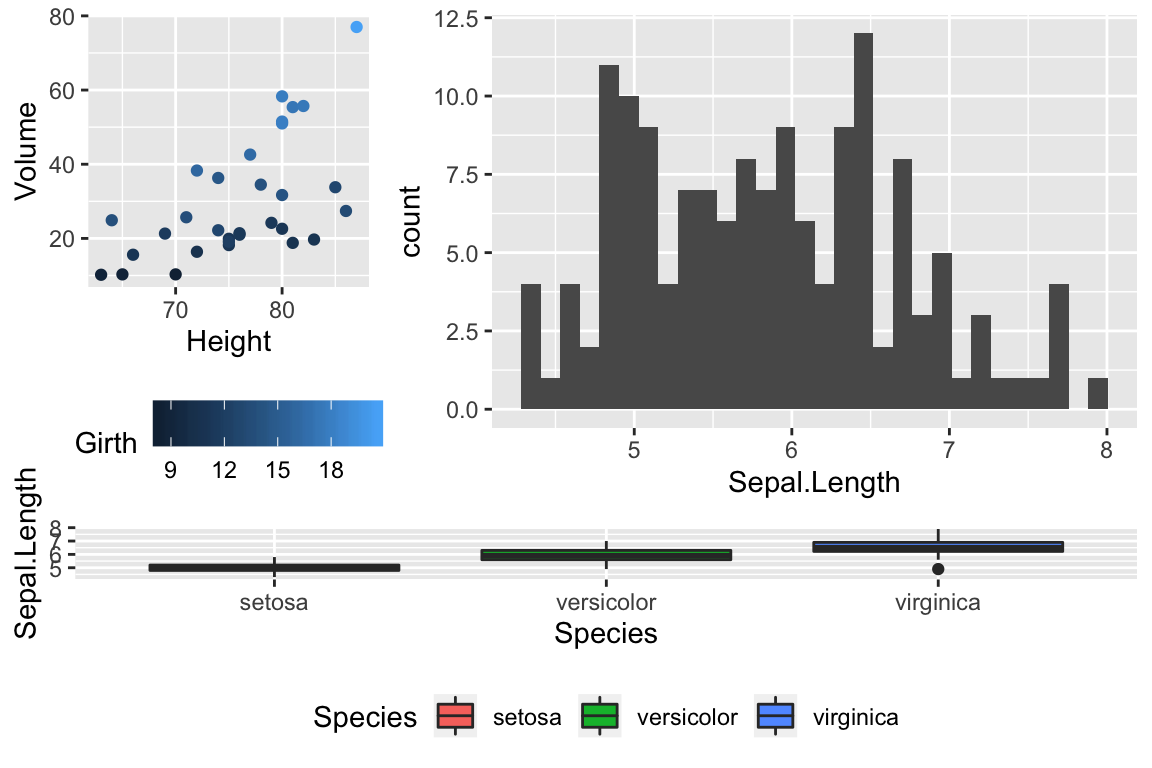 80
60
40
20
Volume
70 80
Height
Girth
9 12 15 18
12.5
10.0
7.5
5.0
2.5
0.0
count
5 6 7 8
Sepal.Length
Sepal.Length
8
7
6
5
setosa versicolor virginica
Species
Species setosa versicolor virginica